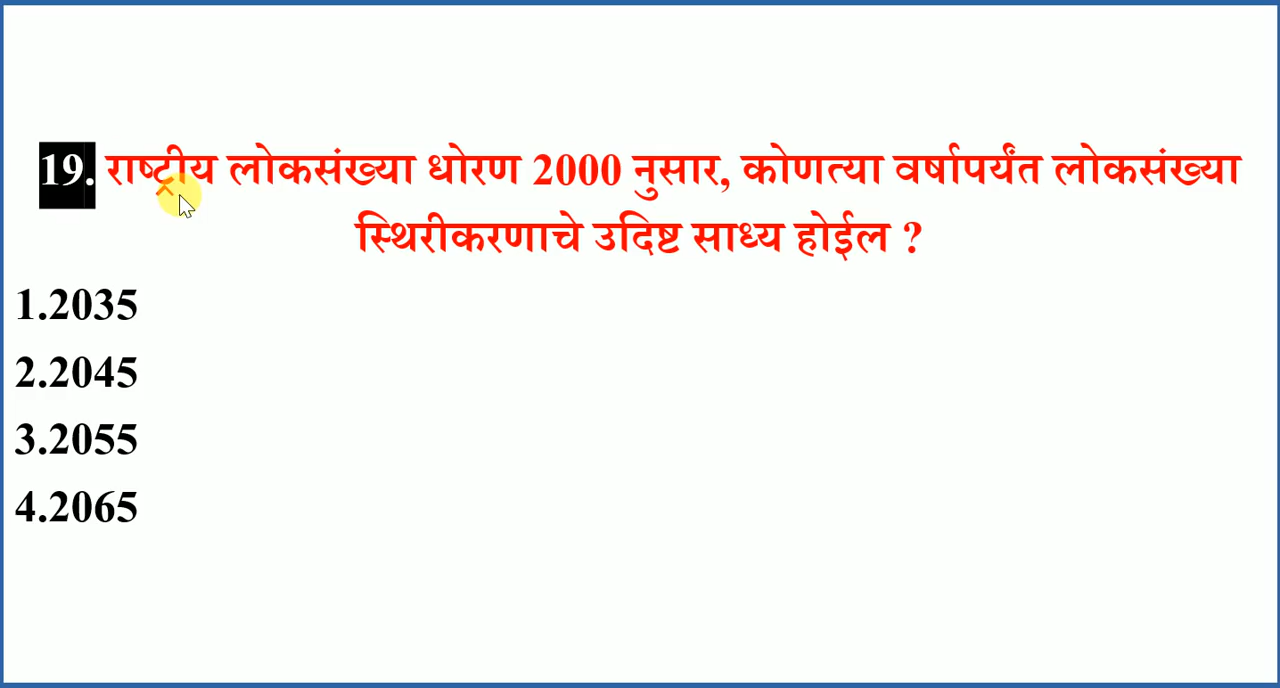 19. राष्ट्रीय लोकसंख्या धोरण 2000 नुसार, कोणत्या वर्षापर्यंत लोकसंख्या
स्थिरीकरणाचे उदिष्ट साध्य होईल ?
1.2035
2.2045
3.2055
4.2065